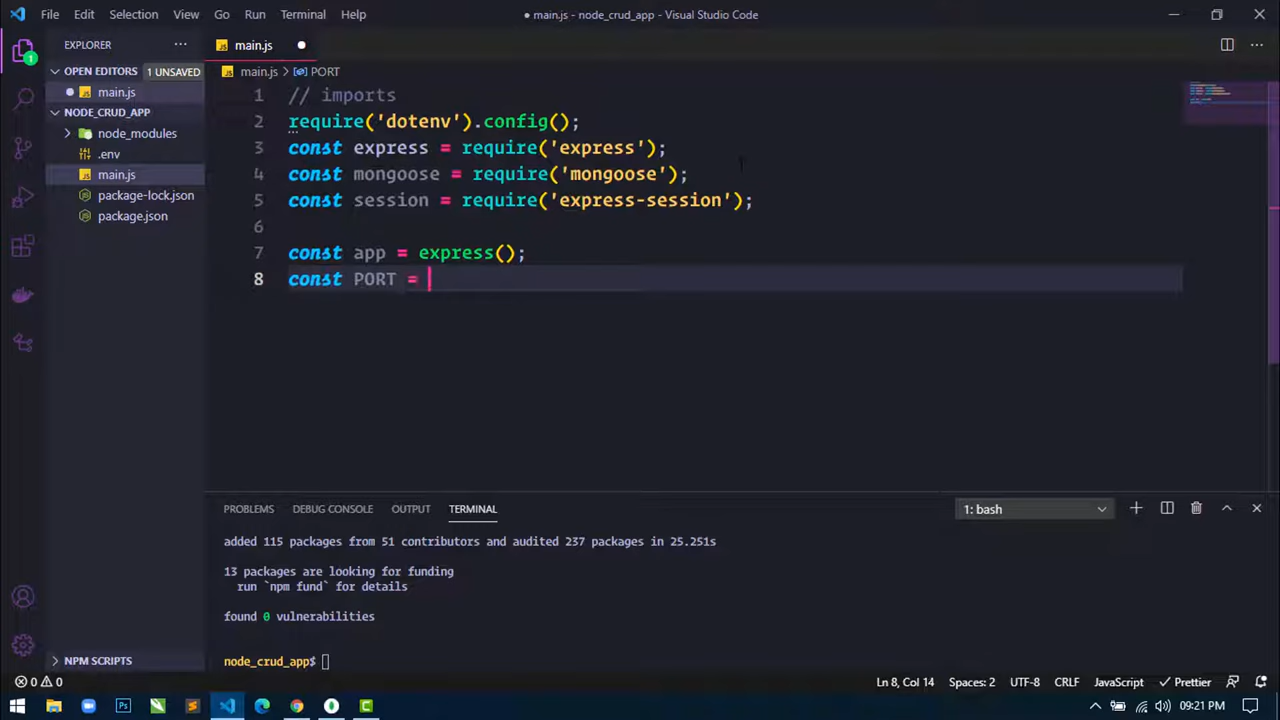 File Edit Selection View Go Run Terminal Help
● main.js - node_crud_app - Visual Studio Code
EXPLORER
OPEN EDITORS 1 UNSAVED
main.js
NODE_CRUD_APP
node_modules
.env
main.js
package-lock.json
package.json
NPM SCRIPTS
1
main.js
main.js > PORT
1 // imports
2 require('dotenv').config();
3 const express = require('express');
4 const mongoose = require('mongoose');
5 const session = require('express-session');
6
7 const app = express();
8 const PORT =
PROBLEMS DEBUG CONSOLE OUTPUT TERMINAL
1: bash
added 115 packages from 51 contributors and audited 237 packages in 25.251s
13 packages are looking for funding
run `npm fund` for details
found 0 vulnerabilities
node_crud_app$
0 0
Ln 8, Col 14 Spaces: 2 UTF-8 CRLF JavaScript Prettier
Ps
09:21 PM